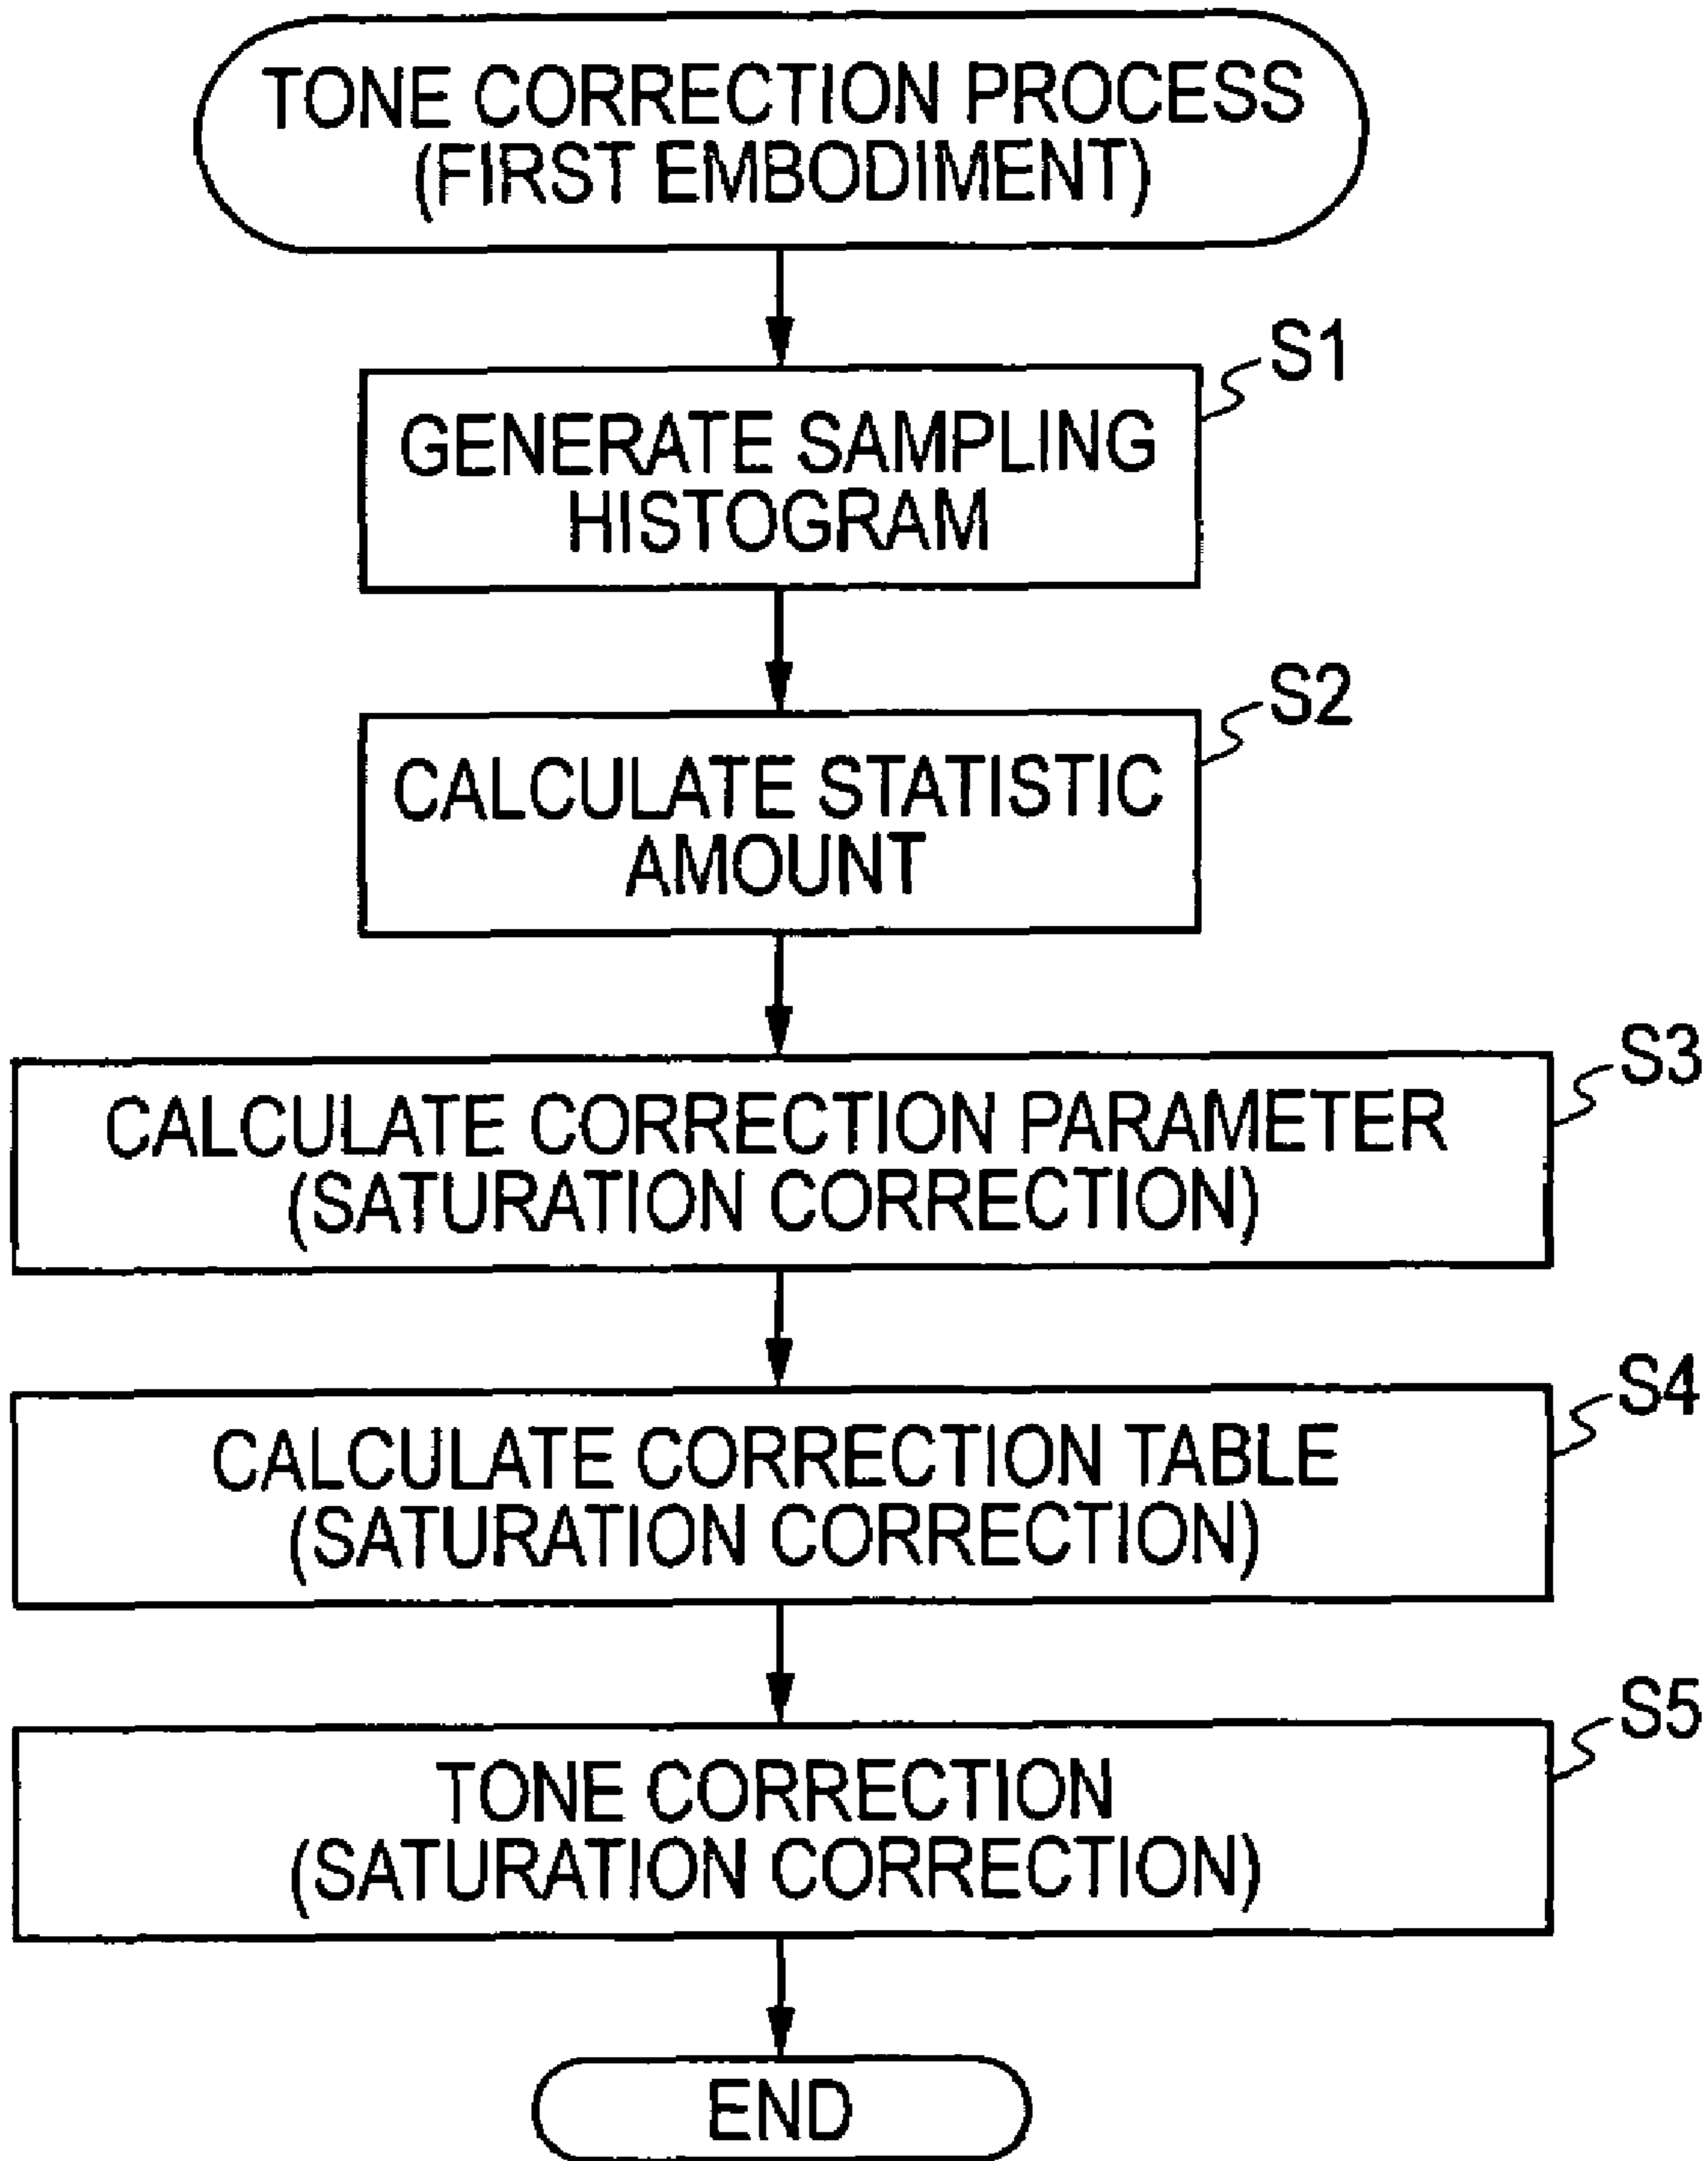 TONE CORRECTION PROCESS
(FIRST EMBODIMENT)
S1
GENERATE SAMPLING
HISTOGRAM
S2
CALCULATE STATISTIC
AMOUNT
S3
CALCULATE CORRECTION PARAMETER
(SATURATION CORRECTION)
S4
CALCULATE CORRECTION TABLE
(SATURATION CORRECTION)
S5
TONE CORRECTION
(SATURATION CORRECTION)
END